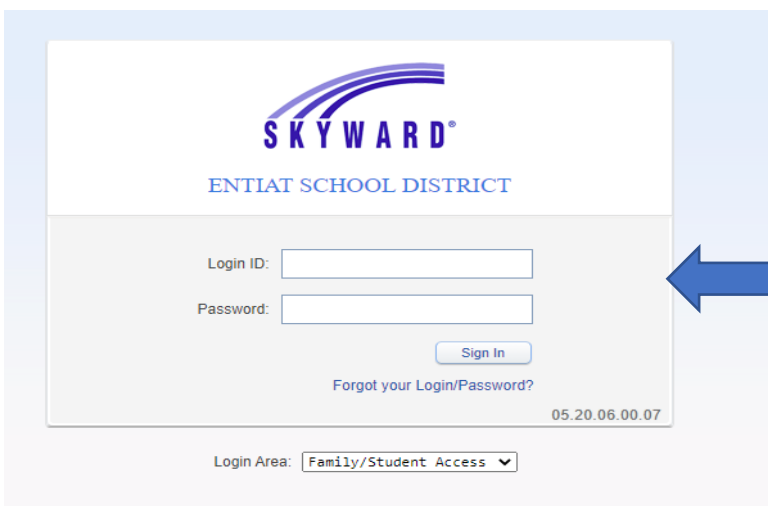 SKYWARD®
ENTIAT SCHOOL DISTRICT
Login ID:
Password:
Sign In
Forgot your Login/Password?
05.20.06.00.07
Login Area: Family/Student Access